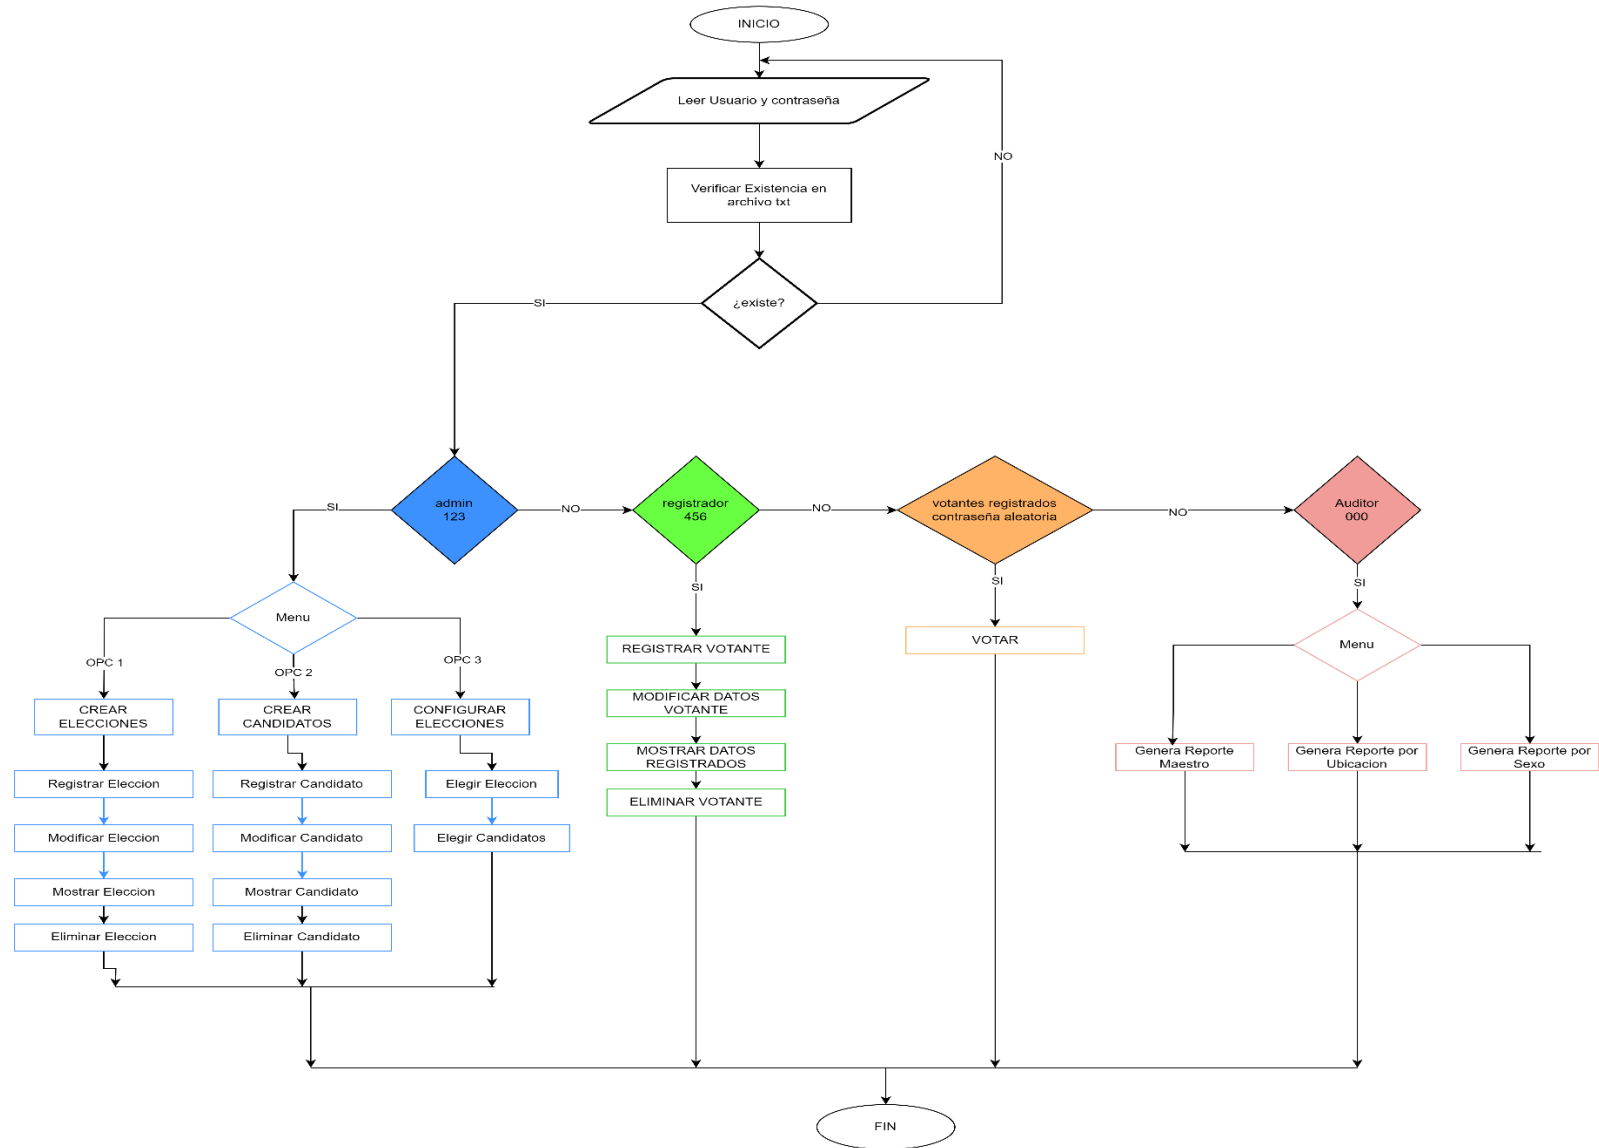 INICIO
Leer Usuario y contraseña
NO
Verificar Existencia en
archivo txt
¿existe?
SI
admin
123
SI
NO
registrador
456
NO
votantes registrados
contraseña aleatoria
NO
Auditor
000
SI
SI
SI
Menu
OPC 1
OPC 2
OPC 3
REGISTRAR VOTANTE
VOTAR
Menu
CREAR
ELECCIONES
CREAR
CANDIDATOS
CONFIGURAR
ELECCIONES
MODIFICAR DATOS
VOTANTE
MOSTRAR DATOS
REGISTRADOS
ELIMINAR VOTANTE
Genera Reporte
Maestro
Genera Reporte por
Ubicacion
Genera Reporte por
Sexo
Registrar Eleccion
Registrar Candidato
Elegir Eleccion
Modificar Eleccion
Modificar Candidato
Elegir Candidatos
Mostrar Eleccion
Mostrar Candidato
Eliminar Eleccion
Eliminar Candidato
FIN